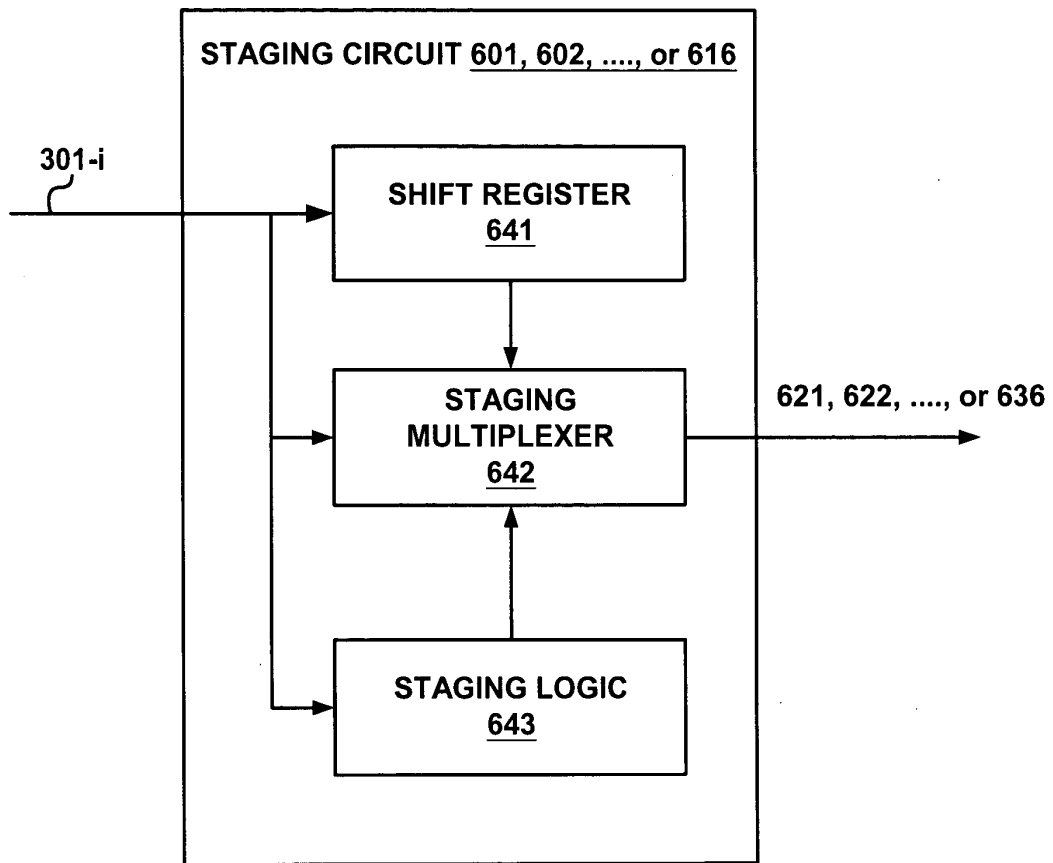 STAGING CIRCUIT 601, 602, ...., or 616
301-i
SHIFT REGISTER
641
STAGING
MULTIPLEXER
642
621, 622, ...., or 636
STAGING LOGIC
643